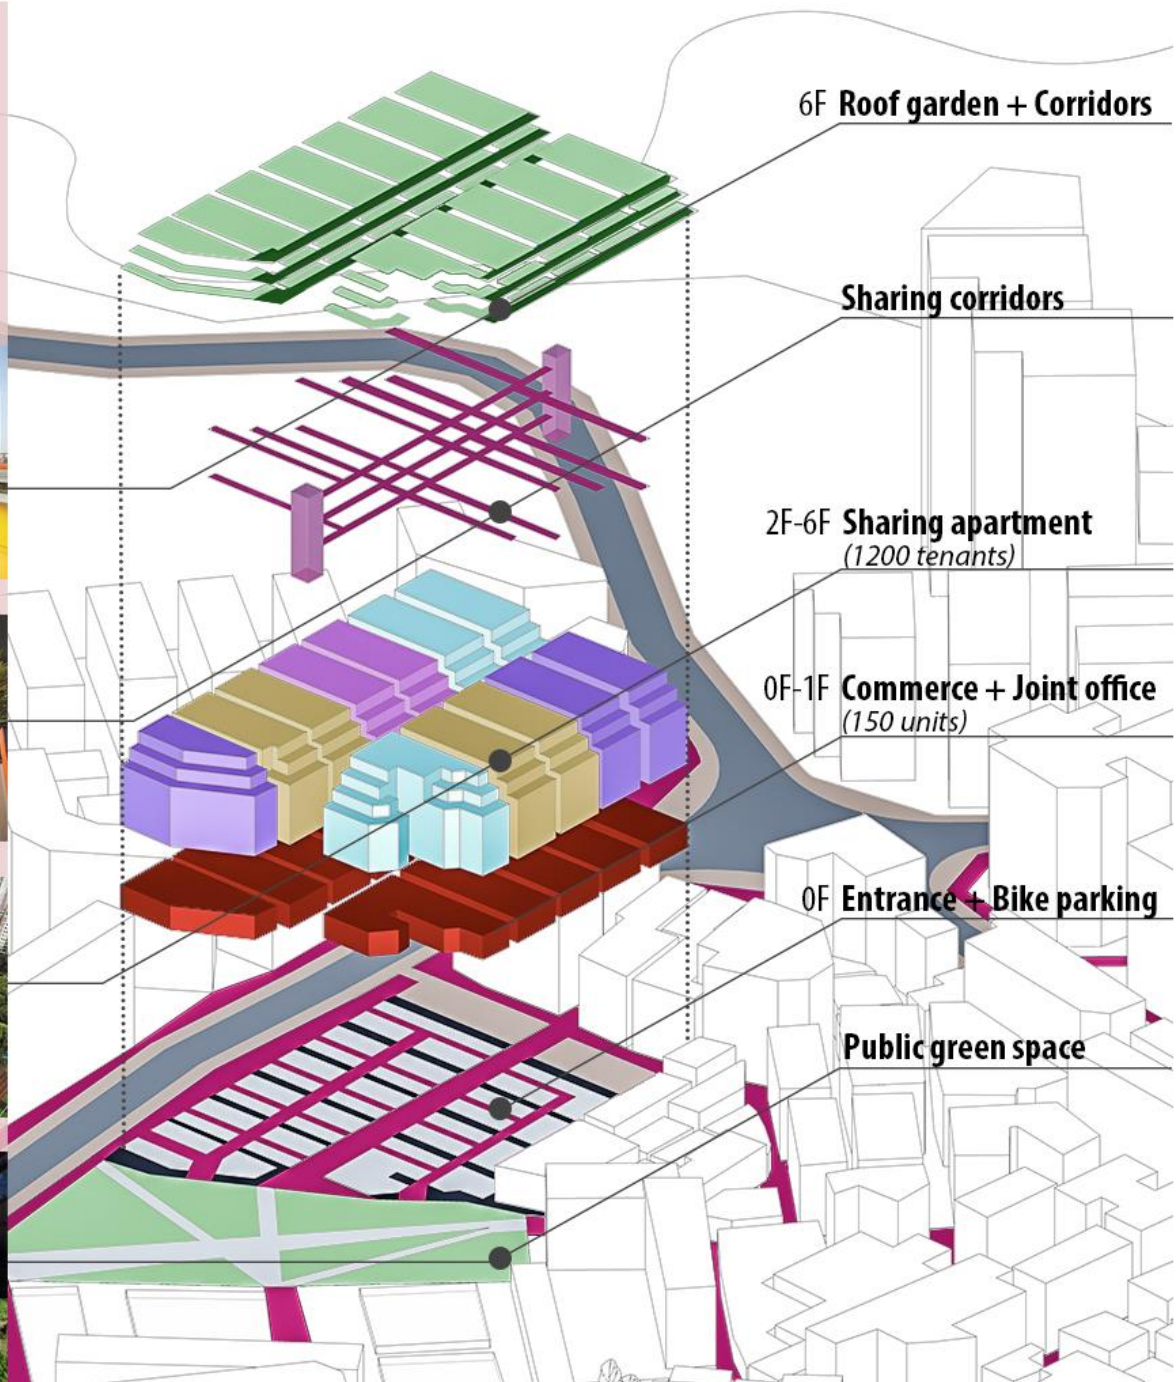 6F Roof garden + Corridors
Sharing corridors
2F-6F Sharing apartment
(1200 tenants)
0F-1F Commerce + Joint office
(150 units)
0F Entrance + Bike parking
Public green space